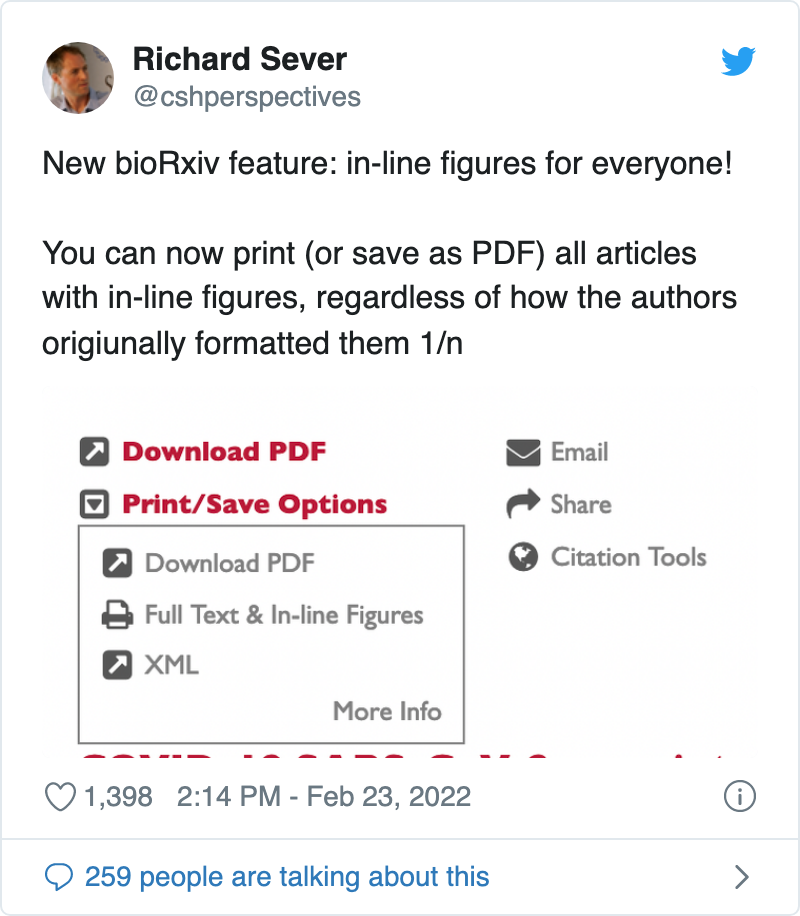 Richard Sever
@cshperspectives
New bioRxiv feature: in-line figures for everyone!
You can now print (or save as PDF) all articles
with in-line figures, regardless of how the authors
origiunally formatted them 1/n
Download PDF
Print/Save Options
Download PDF
Full Text & In-line Figures
XML
More Info
Email
Share
Citation Tools
1,398 2:14 PM - Feb 23, 2022
259 people are talking about this